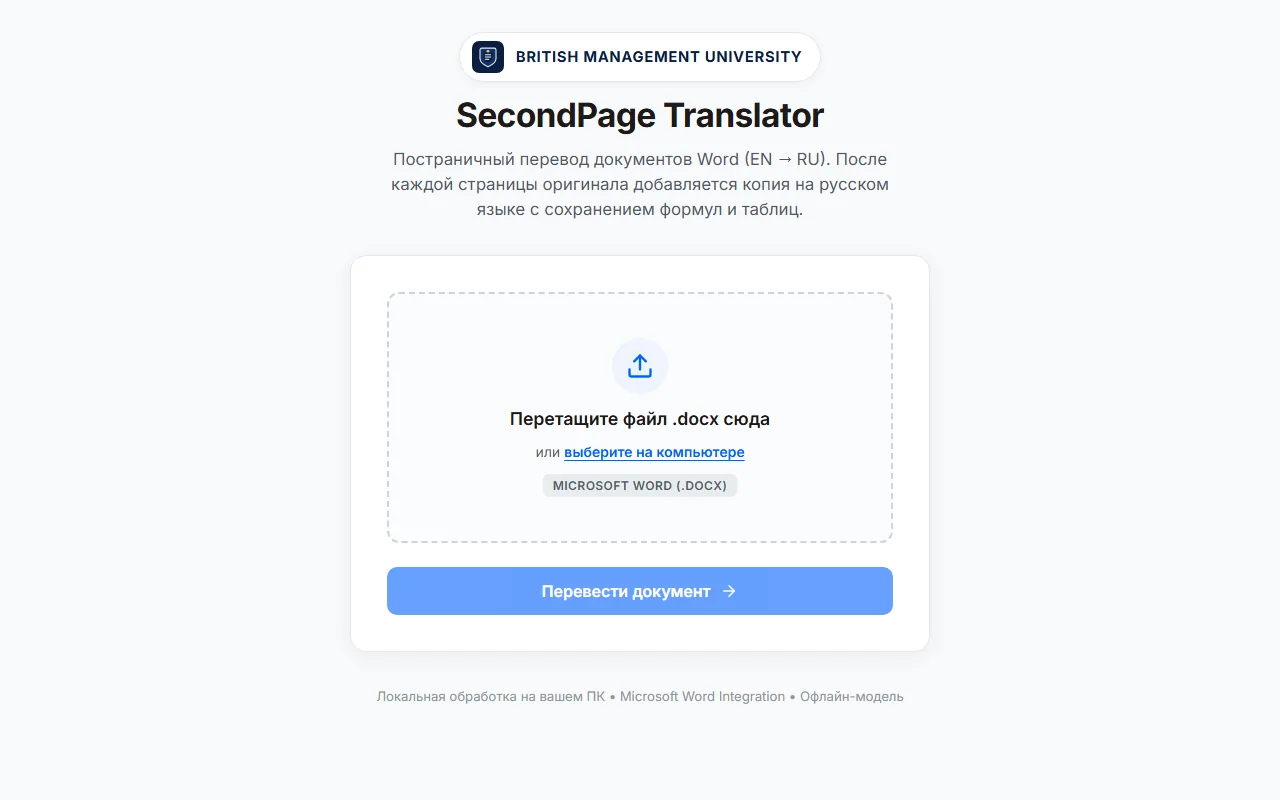 BRITISH MANAGEMENT UNIVERSITY
SecondPage Translator
Постраничный перевод документов Word (EN → RU). После
каждой страницы оригинала добавляется копия на русском
языке с сохранением формул и таблиц.
Перетащите файл .docx сюда
или выберите на компьютере
MICROSOFT WORD (.DOCX)
Перевести документ →
Локальная обработка на вашем ПК • Microsoft Word Integration • Офлайн-модель